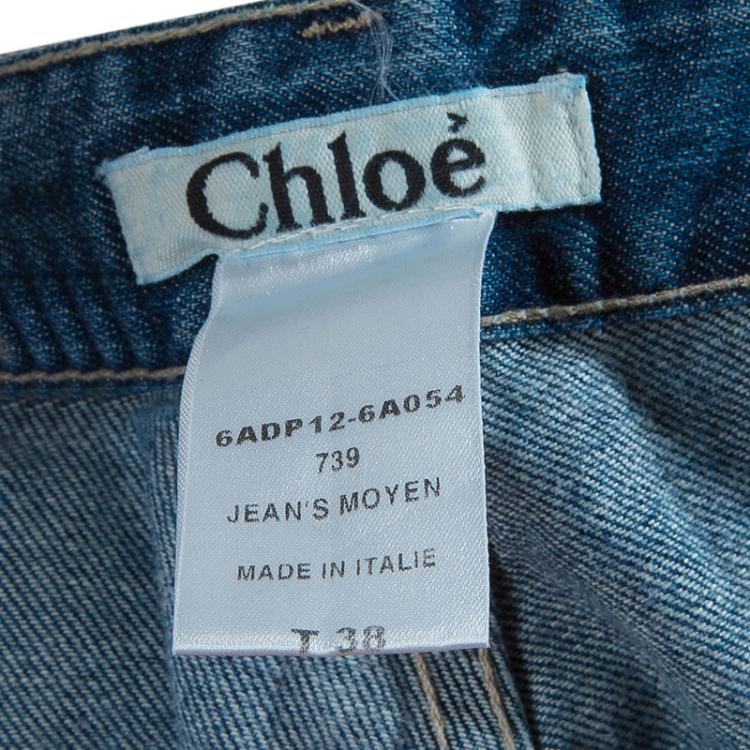 Chloé
6ADP12-6A054
739
JEAN'S MOYEN
MADE IN ITALIE
T 38